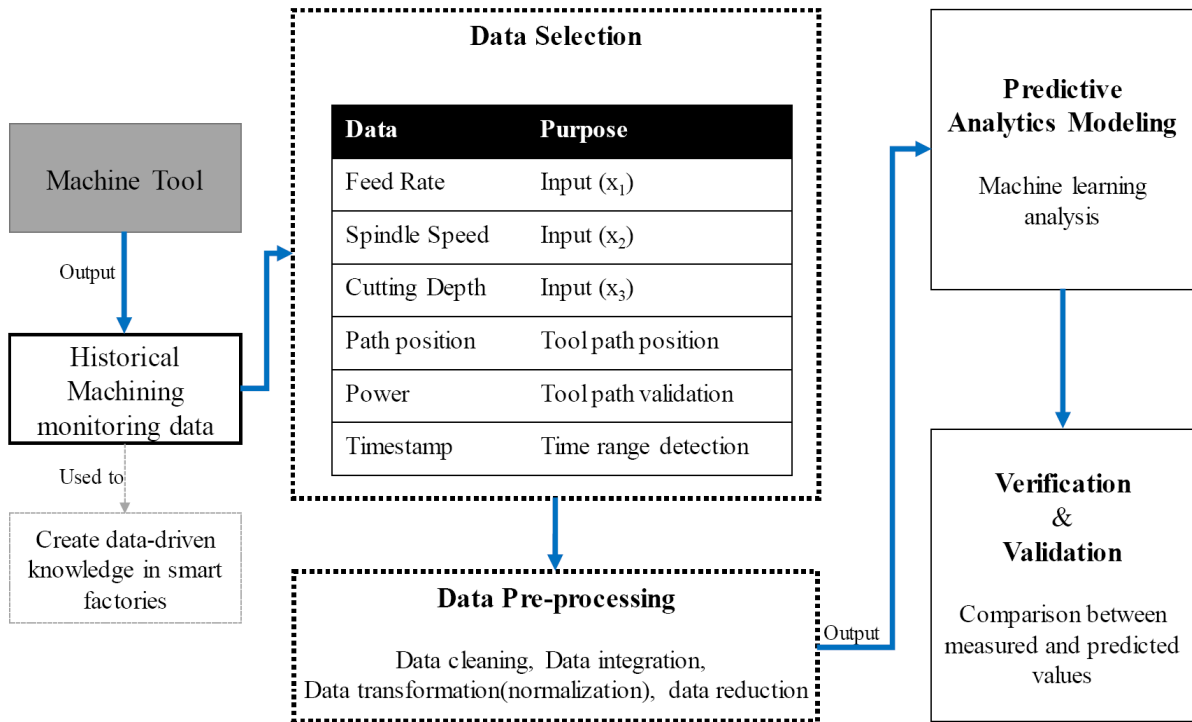 Machine Tool
Output
Historical
Machining
monitoring data
Used to
Create data-driven
knowledge in smart
factories
Data Selection
Data Purpose
Feed Rate Input (x₁)
Spindle Speed Input (x₂)
Cutting Depth Input (x₃)
Path position Tool path position
Power Tool path validation
Timestamp Time range detection
Data Pre-processing
Data cleaning, Data integration,
Data transformation(normalization), data reduction
Output
Predictive
Analytics Modeling
Machine learning
analysis
Verification
&
Validation
Comparison between
measured and predicted
values